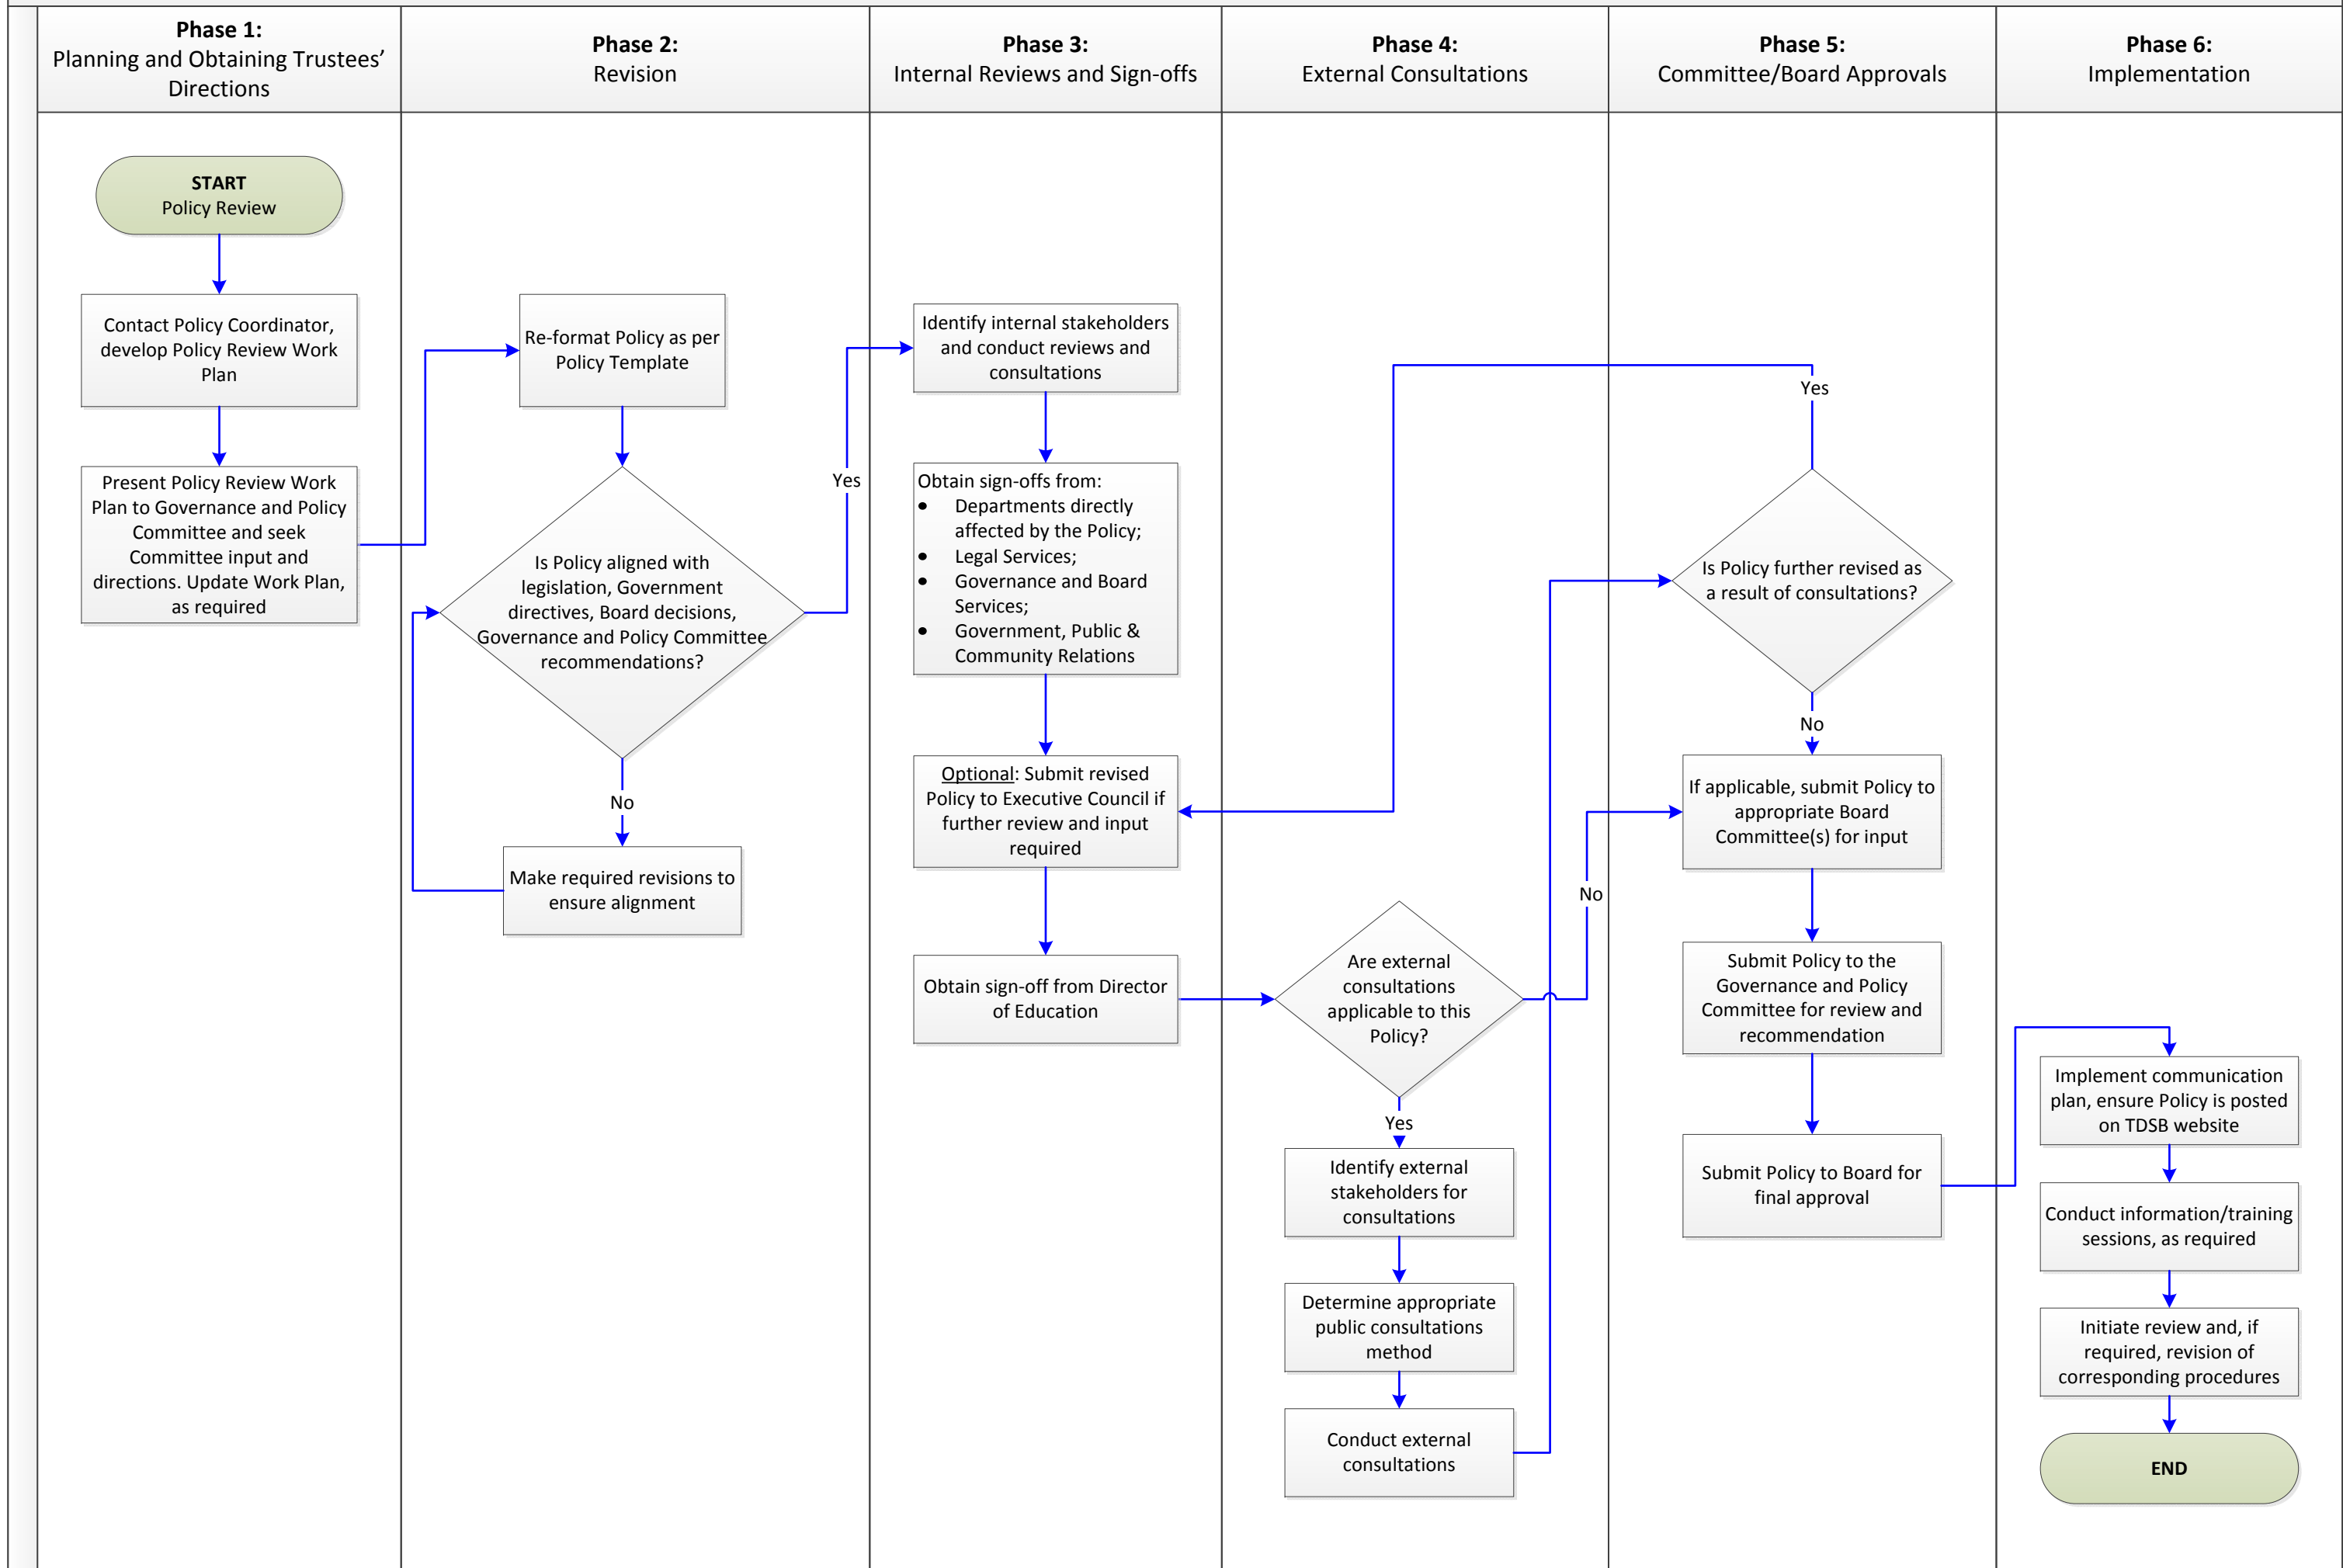 Phase 1:
Planning and Obtaining Trustees’
Directions
Phase 2:
Revision
Phase 3:
Internal Reviews and Sign-offs
Phase 4:
External Consultations
Phase 5:
Committee/Board Approvals
Phase 6:
Implementation
START
Policy Review
Contact Policy Coordinator,
develop Policy Review Work
Plan
Present Policy Review Work
Plan to Governance and Policy
Committee and seek
Committee input and
directions. Update Work Plan,
as required
Re-format Policy as per
Policy Template
Is Policy aligned with
legislation, Government
directives, Board decisions,
Governance and Policy Committee
recommendations?
Yes
No
Make required revisions to
ensure alignment
Identify internal stakeholders
and conduct reviews and
consultations
Obtain sign-offs from:
• Departments directly
affected by the Policy;
• Legal Services;
• Governance and Board
Services;
• Government, Public &
Community Relations
Optional: Submit revised
Policy to Executive Council if
further review and input
required
Obtain sign-off from Director
of Education
Are external
consultations
applicable to this
Policy?
No
Yes
Identify external
stakeholders for
consultations
Determine appropriate
public consultations
method
Conduct external
consultations
Yes
Is Policy further revised as
a result of consultations?
No
If applicable, submit Policy to
appropriate Board
Committee(s) for input
Submit Policy to the
Governance and Policy
Committee for review and
recommendation
Submit Policy to Board for
final approval
Implement communication
plan, ensure Policy is posted
on TDSB website
Conduct information/training
sessions, as required
Initiate review and, if
required, revision of
corresponding procedures
END